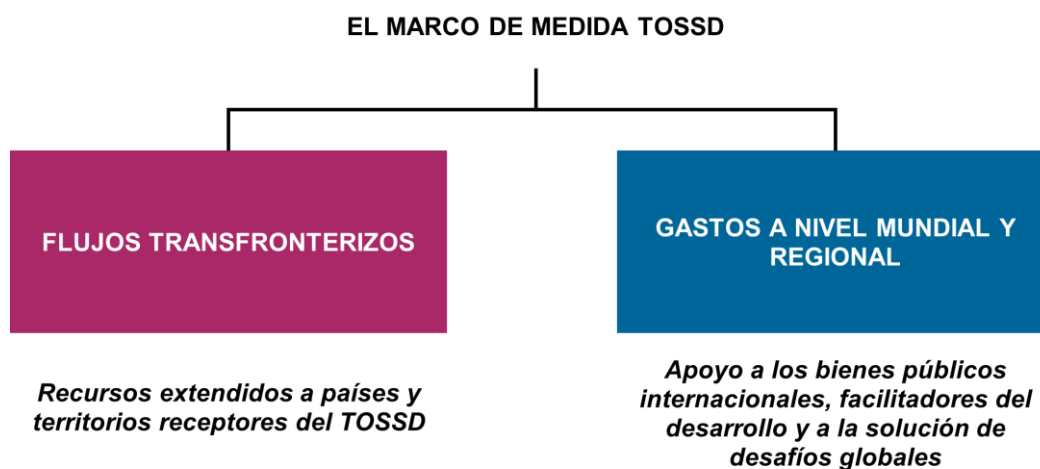 EL MARCO DE MEDIDA TOSSD
FLUJOS TRANSFRONTERIZOS
GASTOS A NIVEL MUNDIAL Y
REGIONAL
Recursos extendidos a países y
territorios receptores del TOSSD
Apoyo a los bienes públicos
internacionales, facilitadores del
desarrollo y a la solución de
desafíos globales